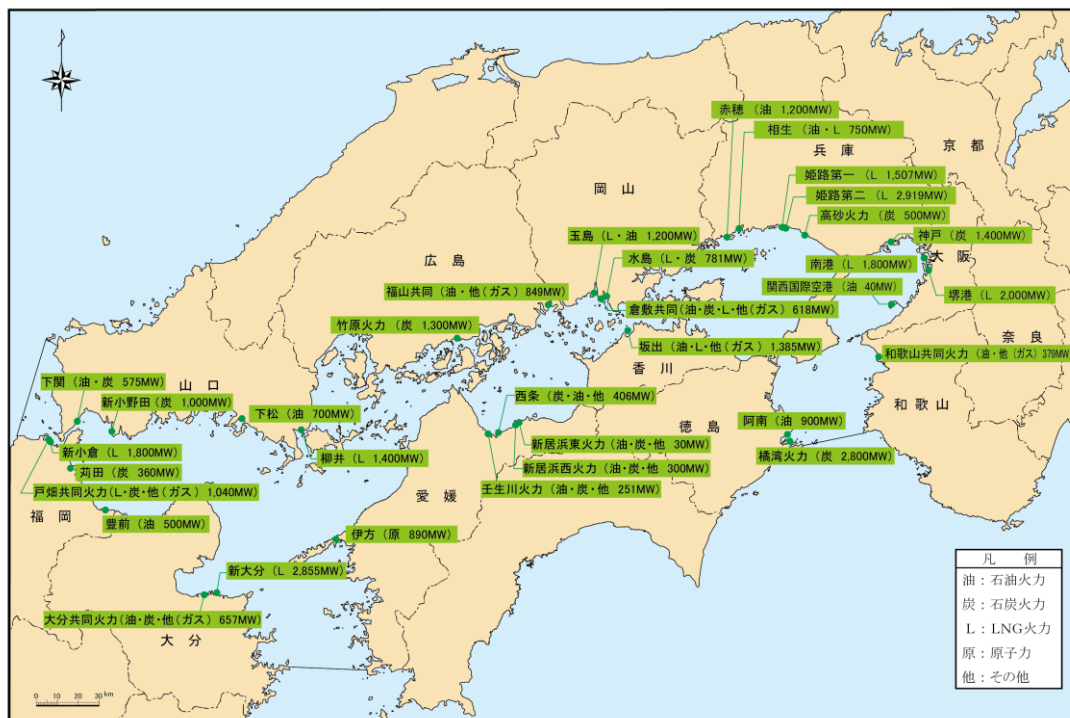 赤穂 (油 1,200MW)
相生 (油・L 750MW)
兵 庫
京 都
姫路第一 (L 1,507MW)
岡 山
姫路第二 (L 2,919MW)
高砂火力 (炭 500MW)
玉島 (L・油 1,200MW)
神戸 (炭 1,400MW)
広 島
水島 (L・炭 781MW)
大 阪
南港 (L 1,800MW)
福山共同 (油・他(ガス) 849MW)
関西国際空港 (油 40MW)
堺港 (L 2,000MW)
倉敷共同(油・炭・L・他(ガス) 618MW)
竹原火力 (炭 1,300MW)
奈 良
坂出 (油・L・他(ガス) 1,385MW)
和歌山共同火力 (油・他(ガス) 379MW)
香 川
下関 (油・炭 575MW)
山 口
新小野田 (炭 1,000MW)
西条 (炭・油・他 406MW)
和 歌 山
下松 (油 700MW)
阿南 (油 900MW)
徳 島
新居浜東火力 (油・炭・他 30MW)
新小倉 (L 1,800MW)
橘湾火力 (炭 2,800MW)
柳井 (L 1,400MW)
新居浜西火力 (油・炭・他 300MW)
苅田 (炭 360MW)
壬生川火力 (油・炭・他 251MW)
戸畑共同火力(L・炭・他(ガス) 1,040MW)
愛 媛
福 岡
豊前 (油 500MW)
伊方 (原 890MW)
新大分 (L 2,855MW)
大分共同火力(油・炭・他(ガス) 657MW)
大 分
凡 例
油：石油火力
炭：石炭火力
L：LNG火力
原：原子力
他：その他
0 10 20 30 km